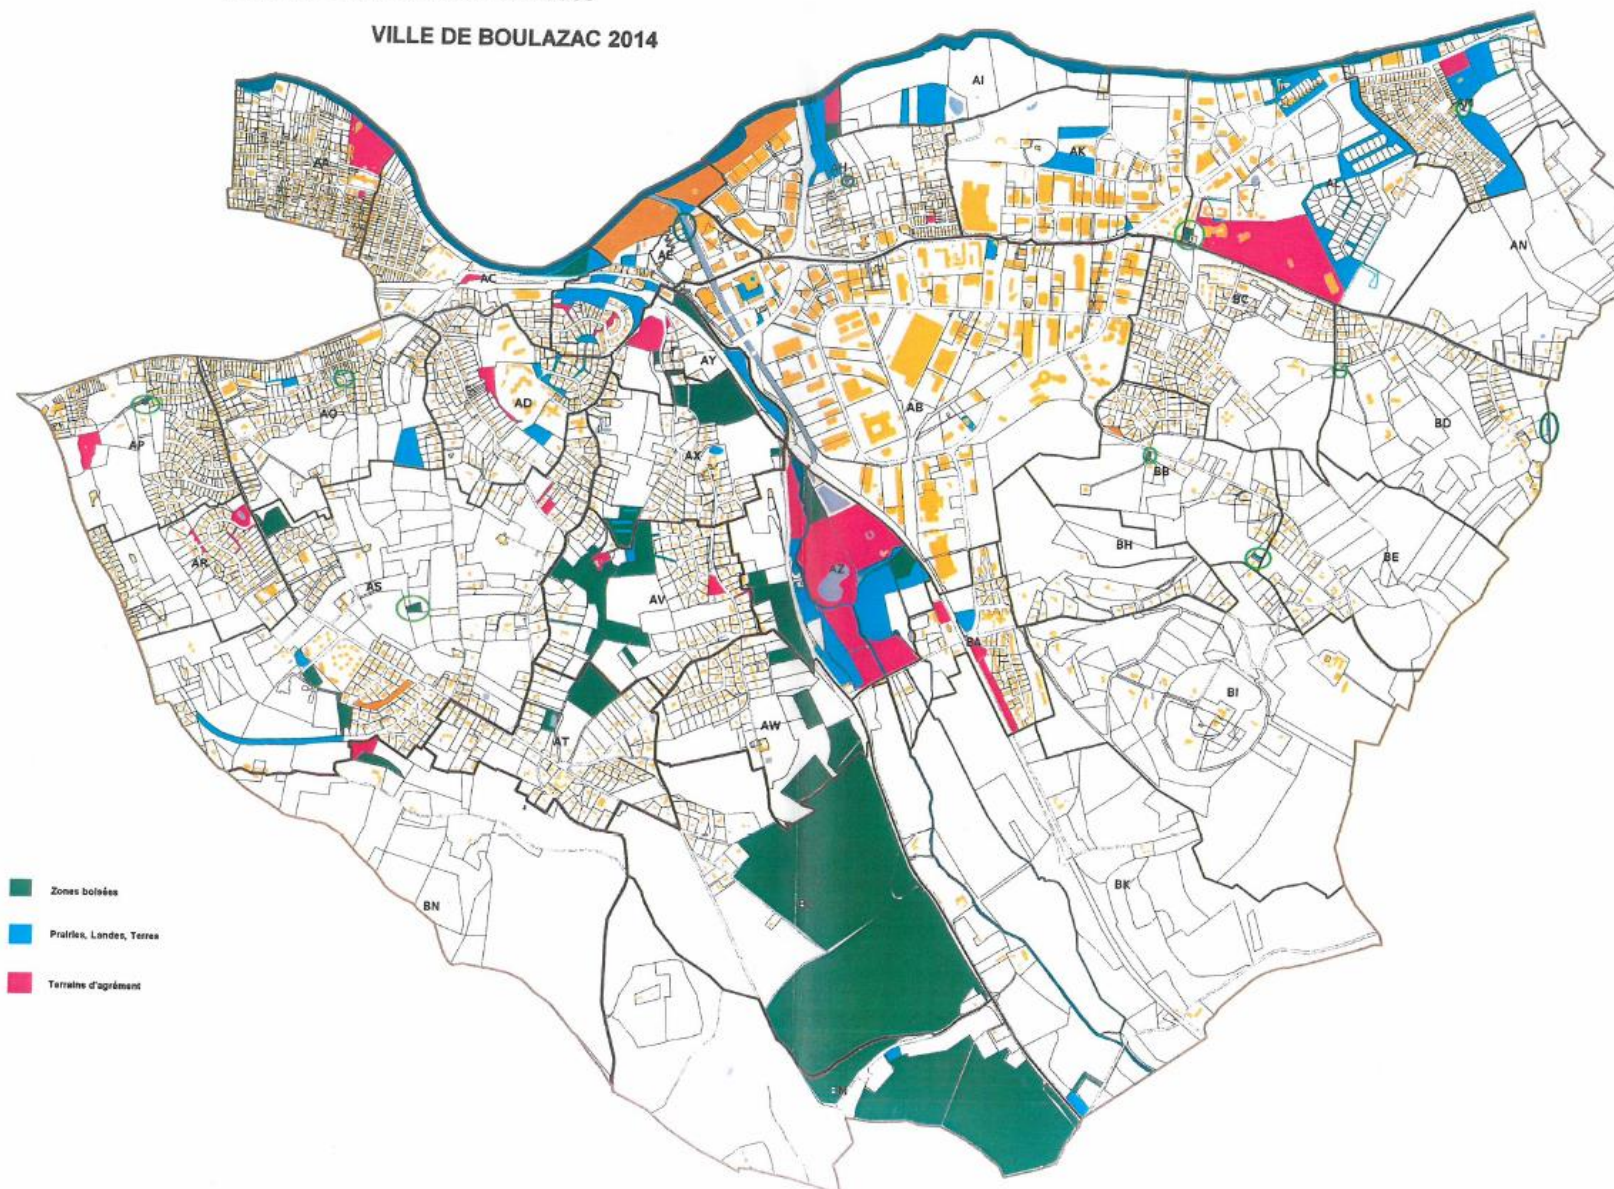 VILLE DE BOULAZAC 2014
AI
AA
AH
AK
AL
AN
AE
AC
BC
AY
AD
AO
AB
AP
BD
AX
BB
AR
BH
BE
AZ
AS
AV
BA
BI
AW
AT
BK
BN
Zones boisées
Prairies, Landes, Terres
Terrains d'agrément